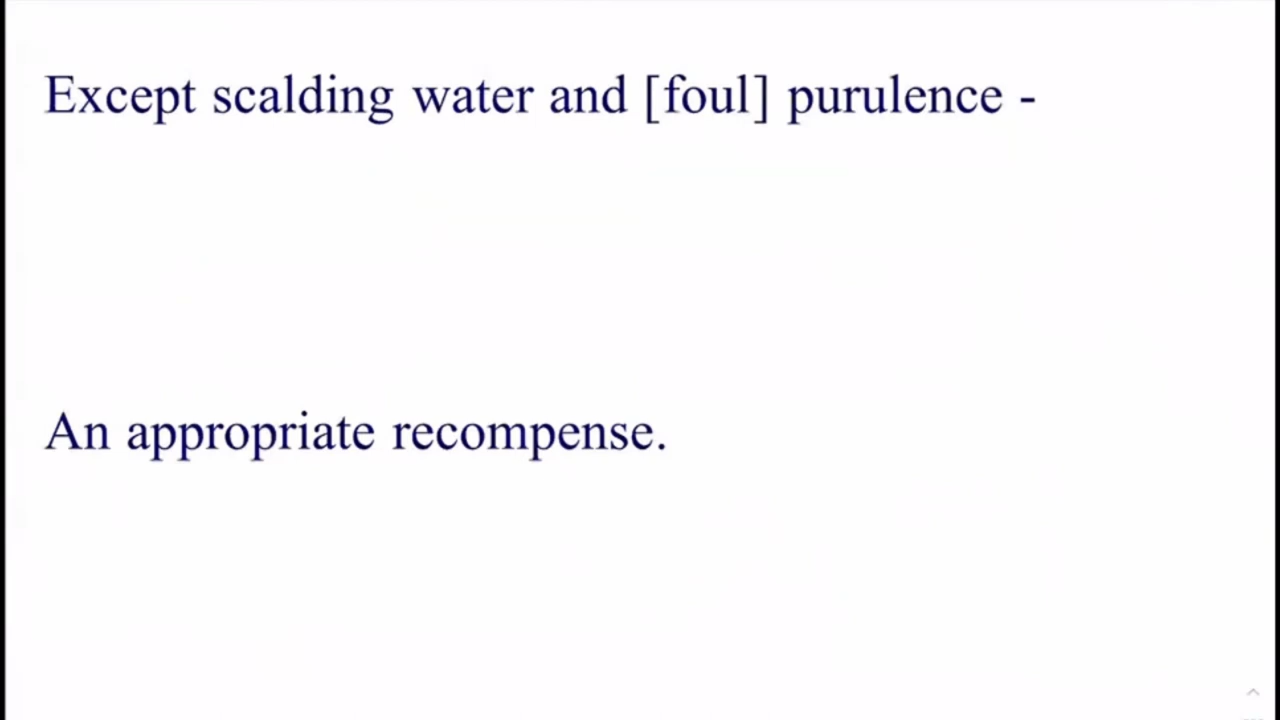 Except scalding water and [foul] purulence -
An appropriate recompense.